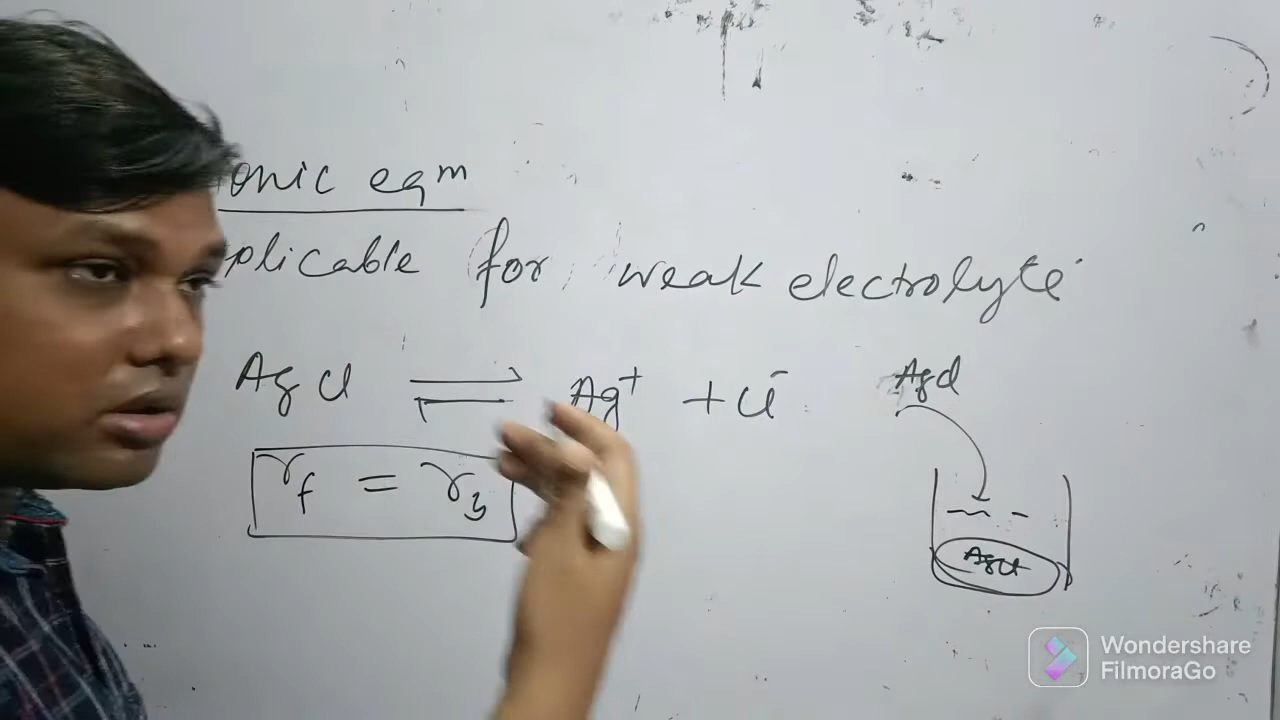 onic eqm
plicable for weak electrolyte
AgCl ⇌ Ag+ + Cl-
AgCl
rf = rb
AgCl
Wondershare
FilmoraGo